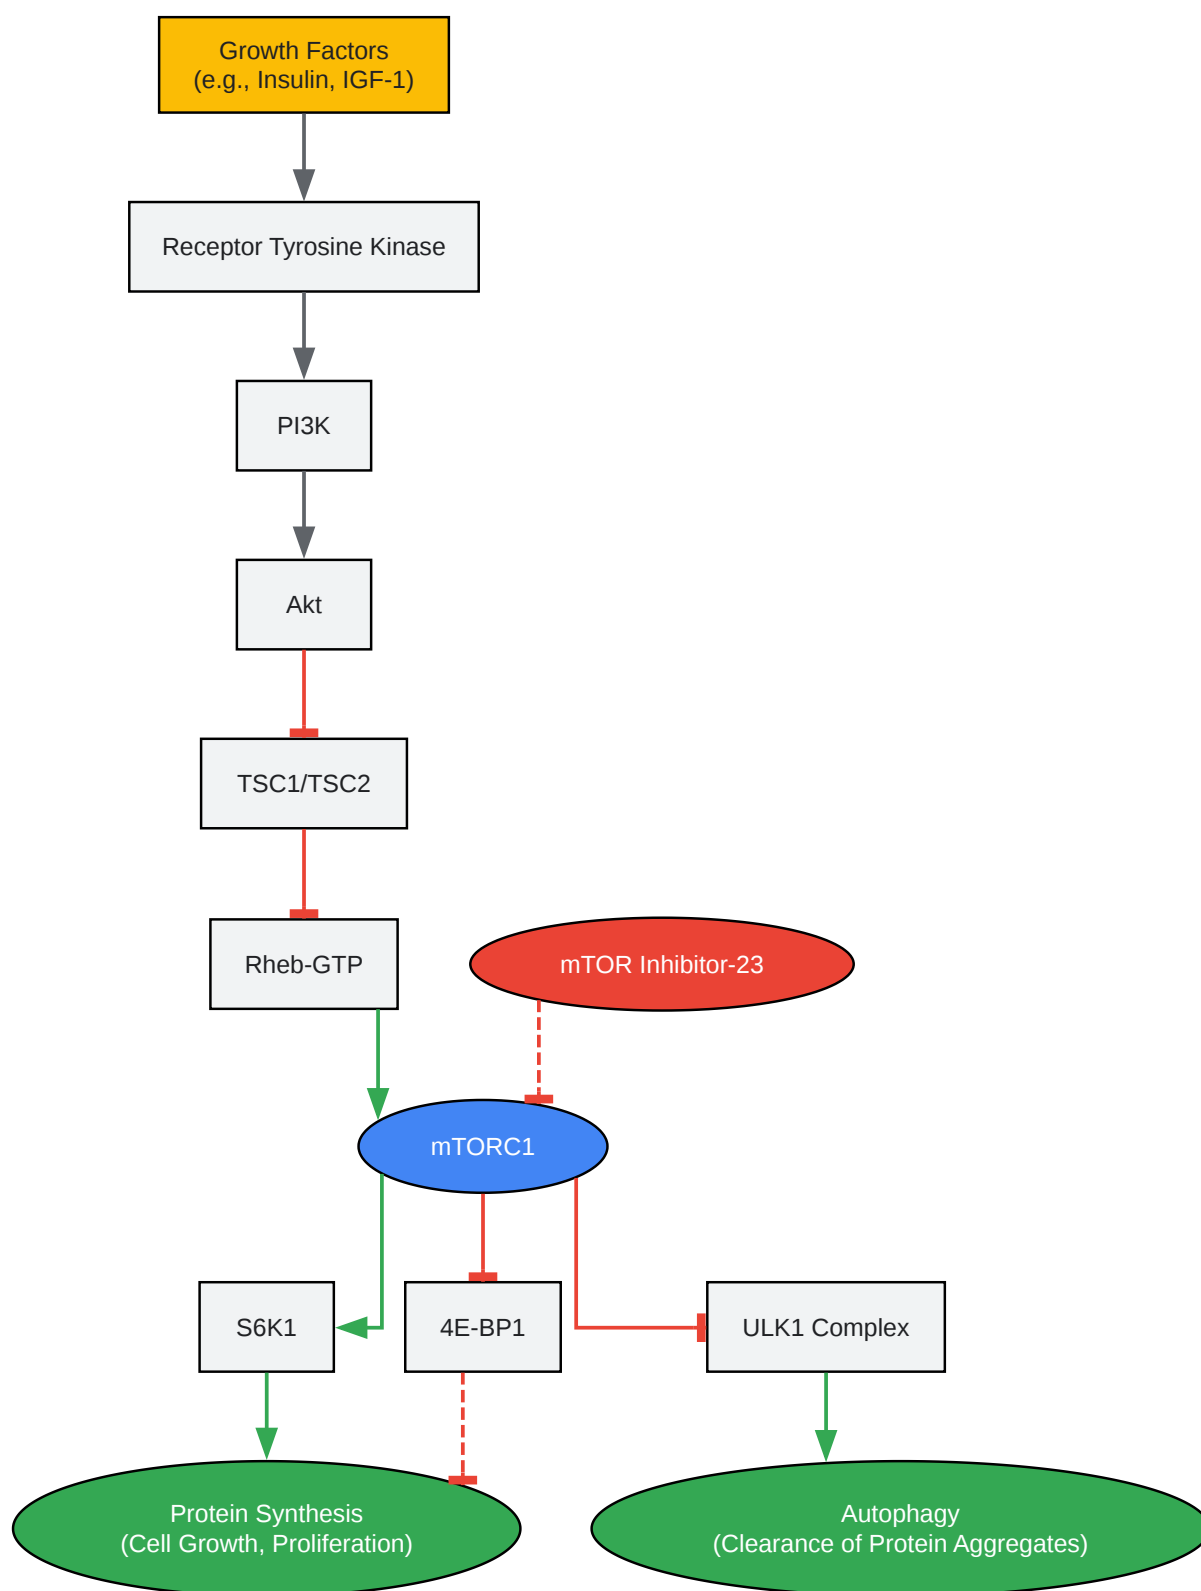 Growth Factors
(e.g., Insulin, IGF-1)
Receptor Tyrosine Kinase
PI3K
Akt
TSC1/TSC2
Rheb-GTP
mTOR Inhibitor-23
mTORC1
S6K1
4E-BP1
ULK1 Complex
Protein Synthesis
(Cell Growth, Proliferation)
Autophagy
(Clearance of Protein Aggregates)